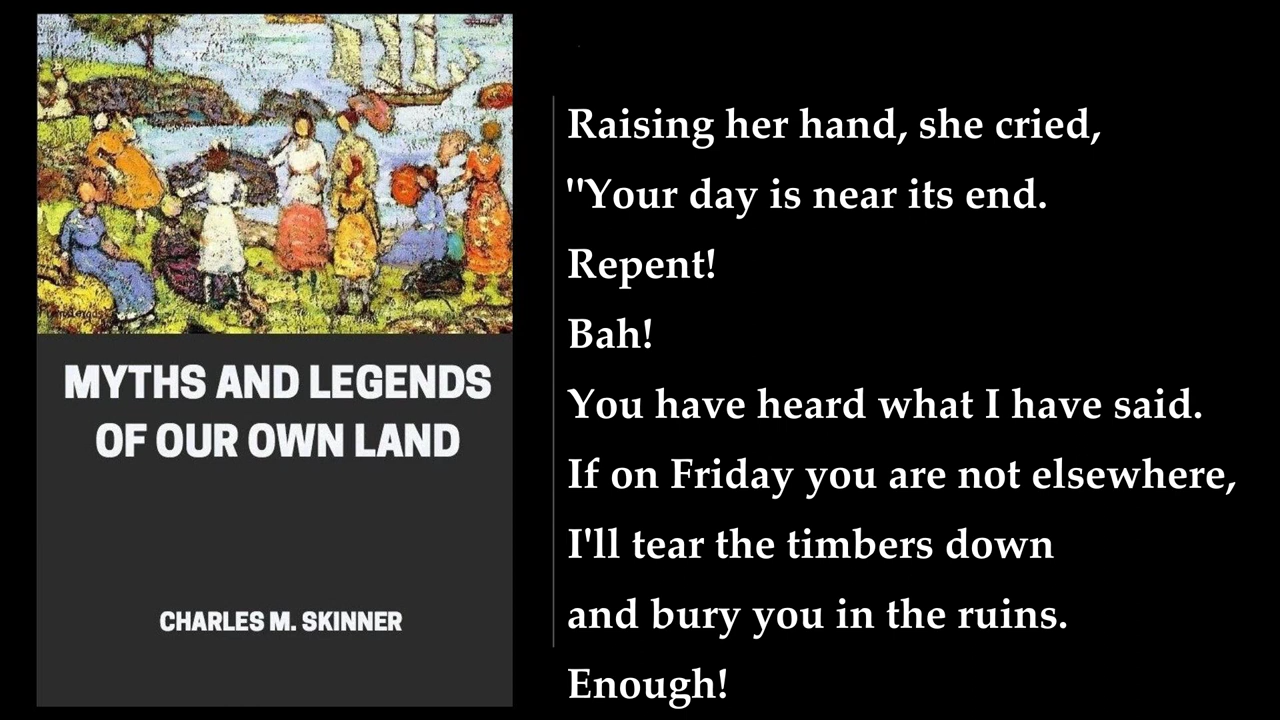 MYTHS AND LEGENDS
OF OUR OWN LAND
CHARLES M. SKINNER
Raising her hand, she cried,
"Your day is near its end.
Repent!
Bah!
You have heard what I have said.
If on Friday you are not elsewhere,
I'll tear the timbers down
and bury you in the ruins.
Enough!